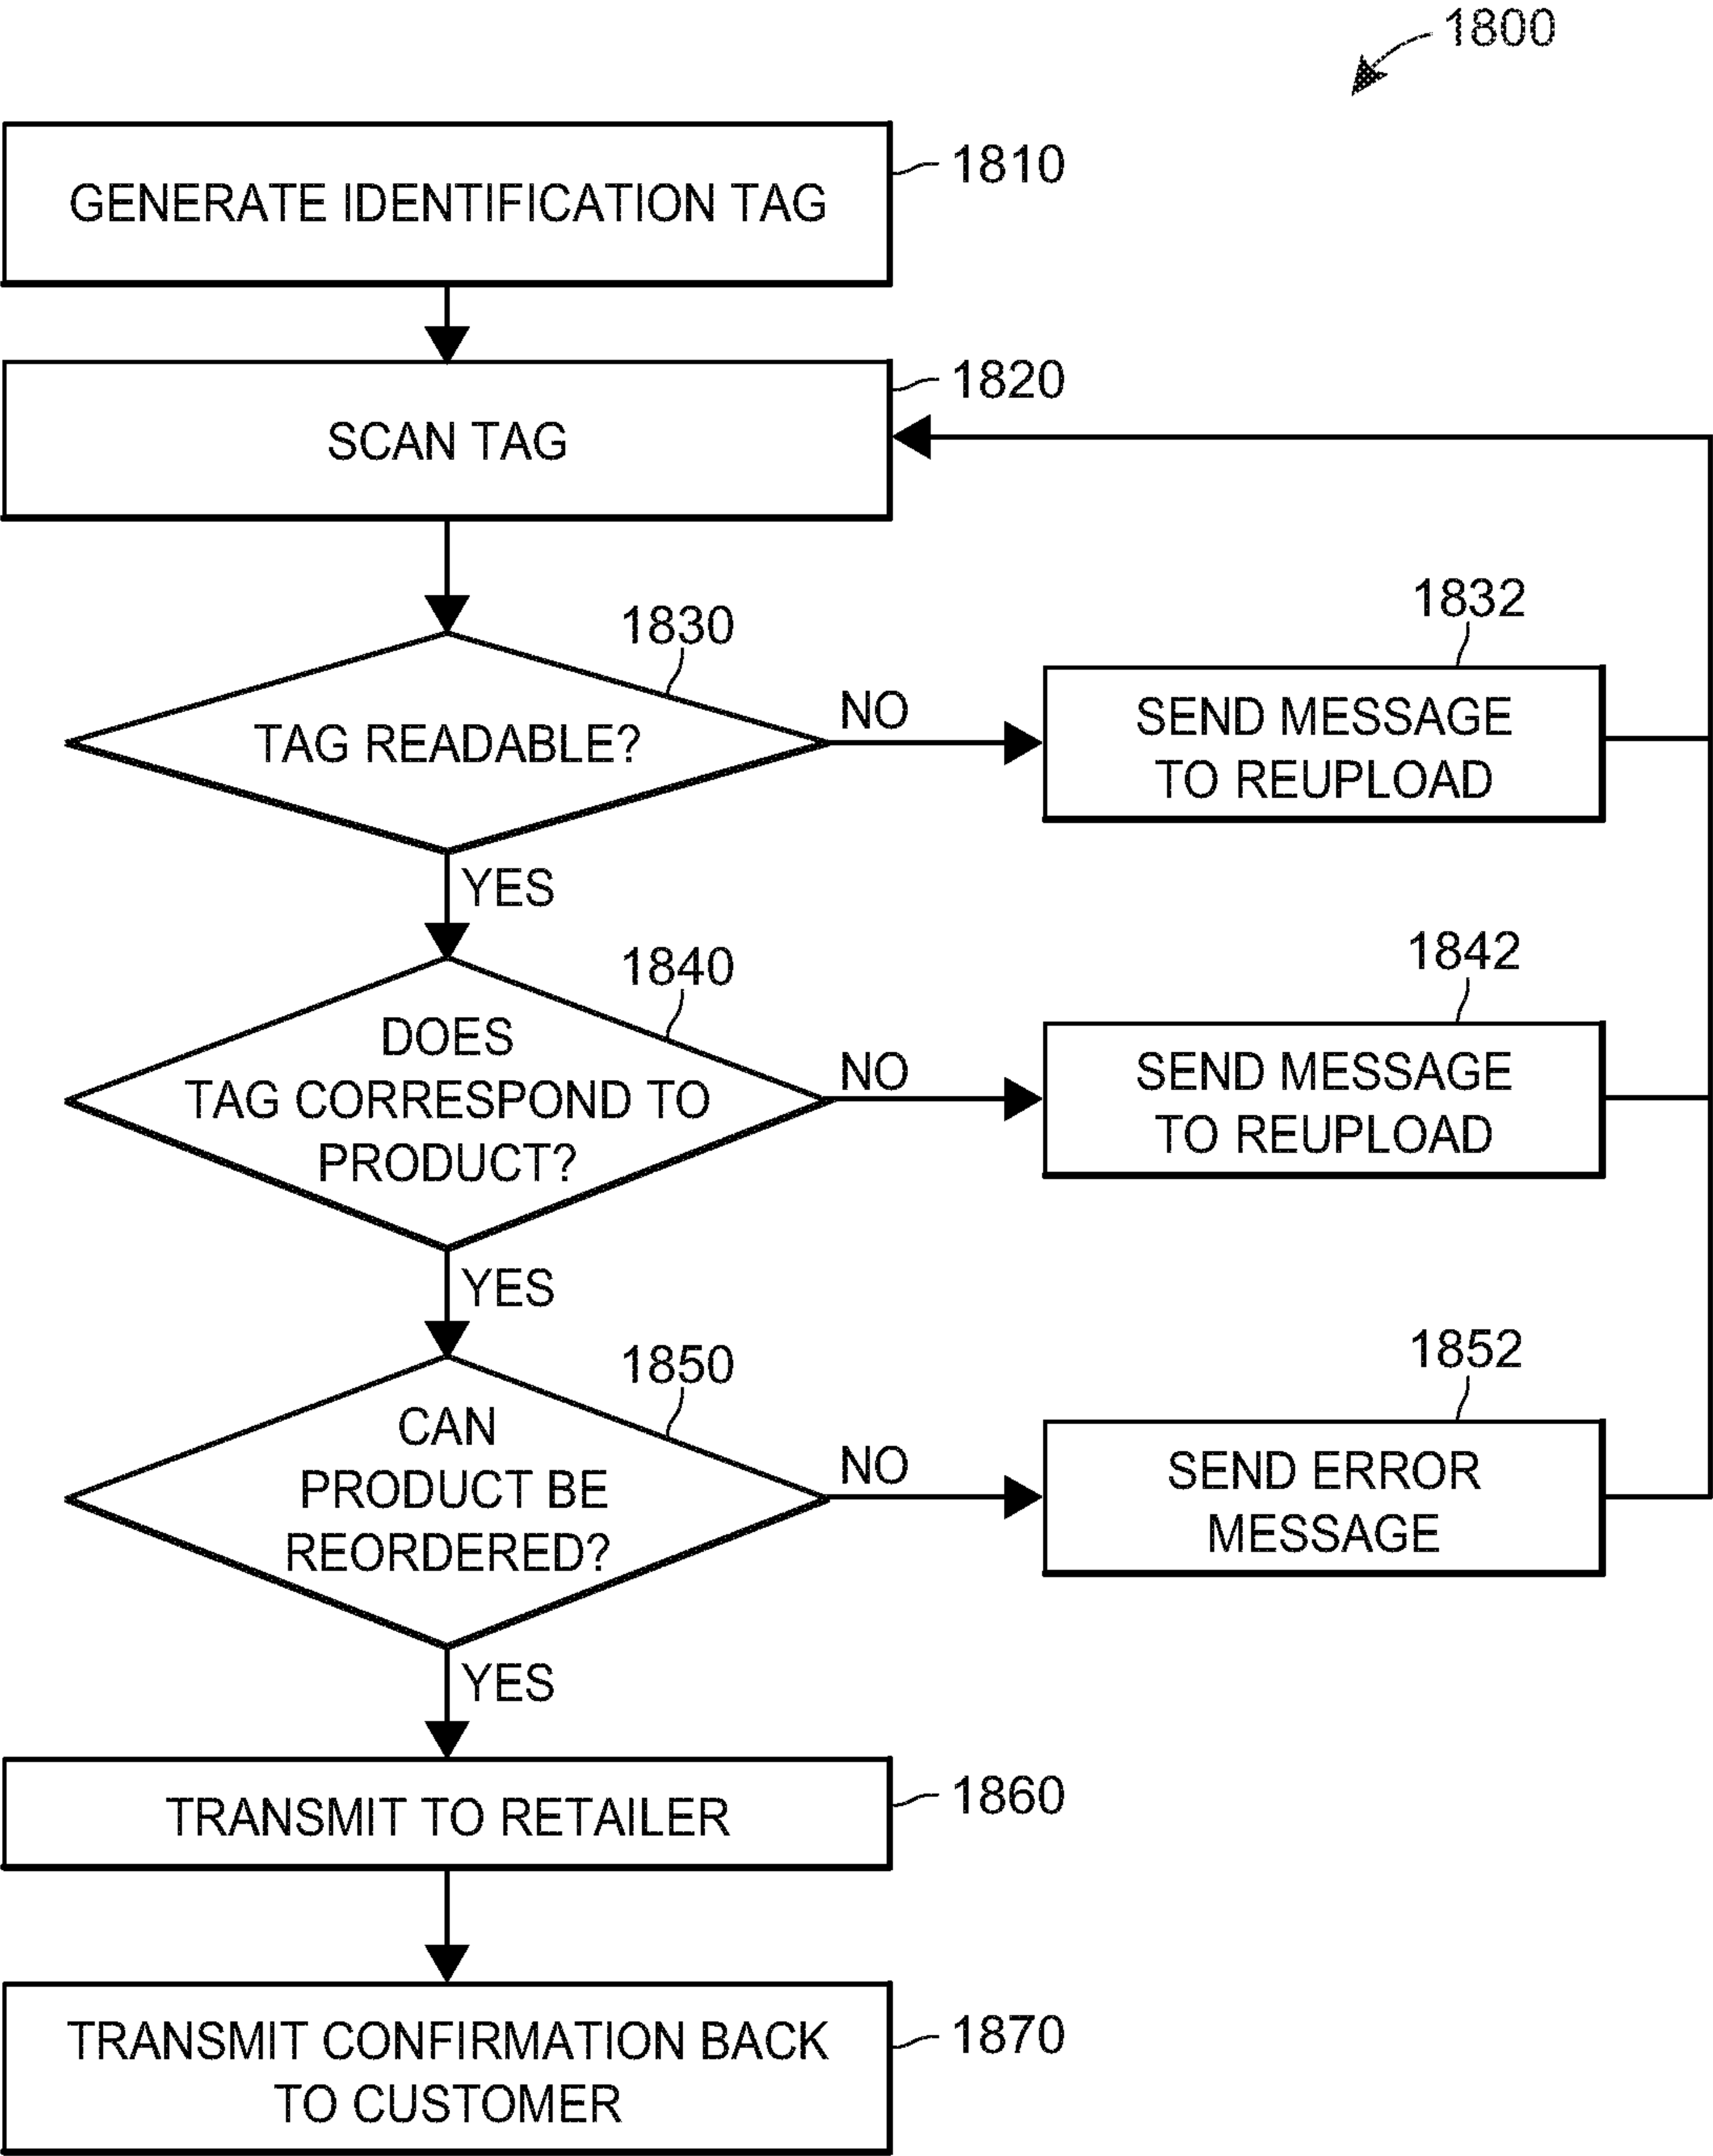 1800
GENERATE IDENTIFICATION TAG
1810
SCAN TAG
1820
TAG READABLE?
1830
NO
SEND MESSAGE
TO REUPLOAD
1832
YES
DOES
TAG CORRESPOND TO
PRODUCT?
1840
NO
SEND MESSAGE
TO REUPLOAD
1842
YES
CAN
PRODUCT BE
REORDERED?
1850
NO
SEND ERROR
MESSAGE
1852
YES
TRANSMIT TO RETAILER
1860
TRANSMIT CONFIRMATION BACK
TO CUSTOMER
1870